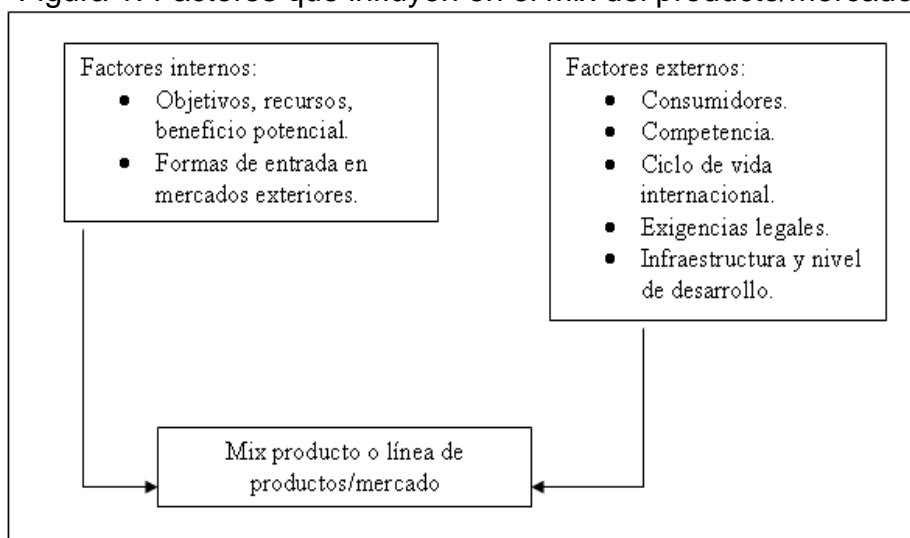 Figura 1. Factores que influyen en el mix del producto/mercado
Factores internos:
• Objetivos, recursos,
beneficio potencial.
• Formas de entrada en
mercados exteriores.
Factores externos:
• Consumidores.
• Competencia.
• Ciclo de vida
internacional.
• Exigencias legales.
• Infraestructura y nivel
de desarrollo.
Mix producto o línea de
productos/mercado